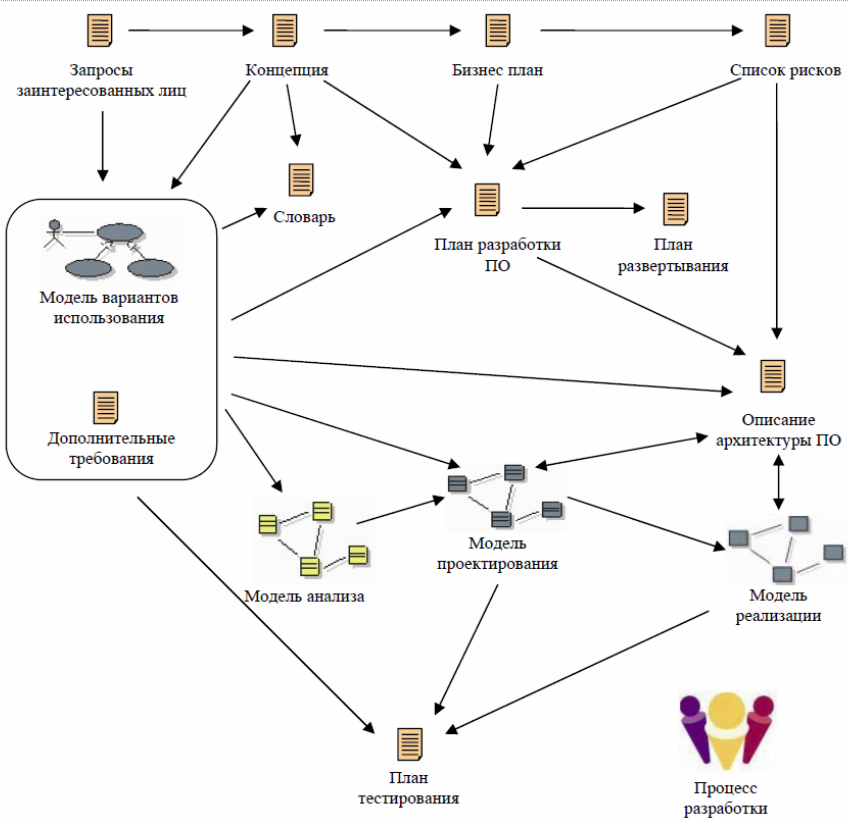 Запросы
заинтересованных лиц
Концепция
Бизнес план
Список рисков
Словарь
План разработки
ПО
План
развертывания
Модель вариантов
использования
Дополнительные
требования
Описание
архитектуры ПО
Модель анализа
Модель
проектирования
Модель
реализации
План
тестирования
Процесс
разработки